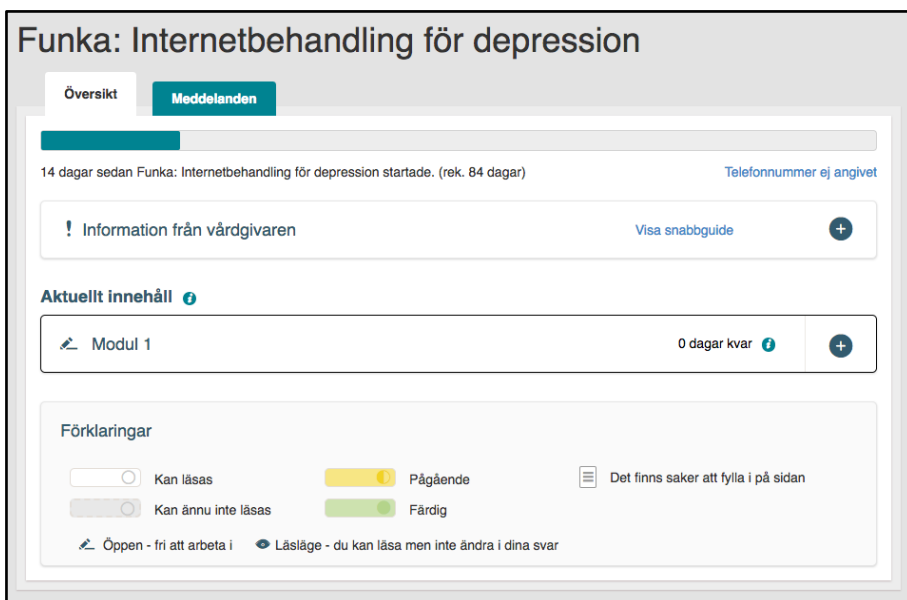 Funka: Internetbehandling för depression
Översikt
Meddelanden
14 dagar sedan Funka: Internetbehandling för depression startade. (rek. 84 dagar)
Telefonnummer ej angivet
! Information från vårdgivaren
Visa snabbguide
Aktuellt innehåll
Modul 1
0 dagar kvar
Förklaringar
Kan läsas
Pågående
Det finns saker att fylla i på sidan
Kan ännu inte läsas
Färdig
Öppen - fri att arbeta i
Läsläge - du kan läsa men inte ändra i dina svar